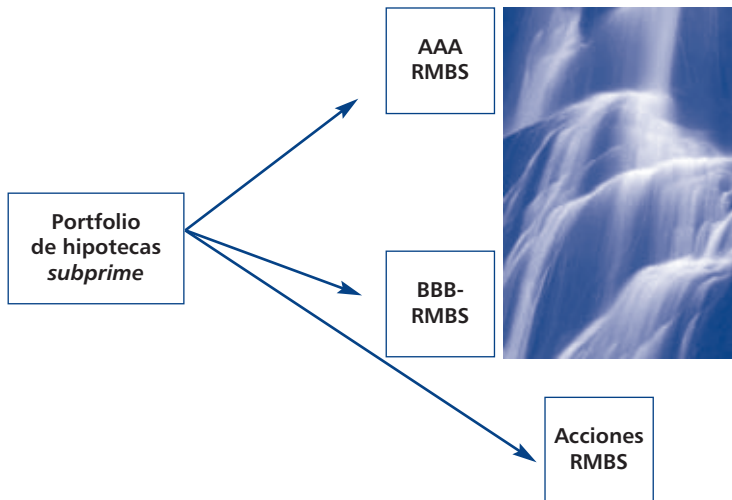 AAA
RMBS
Portfolio
de hipotecas
subprime
BBB-
RMBS
Acciones
RMBS